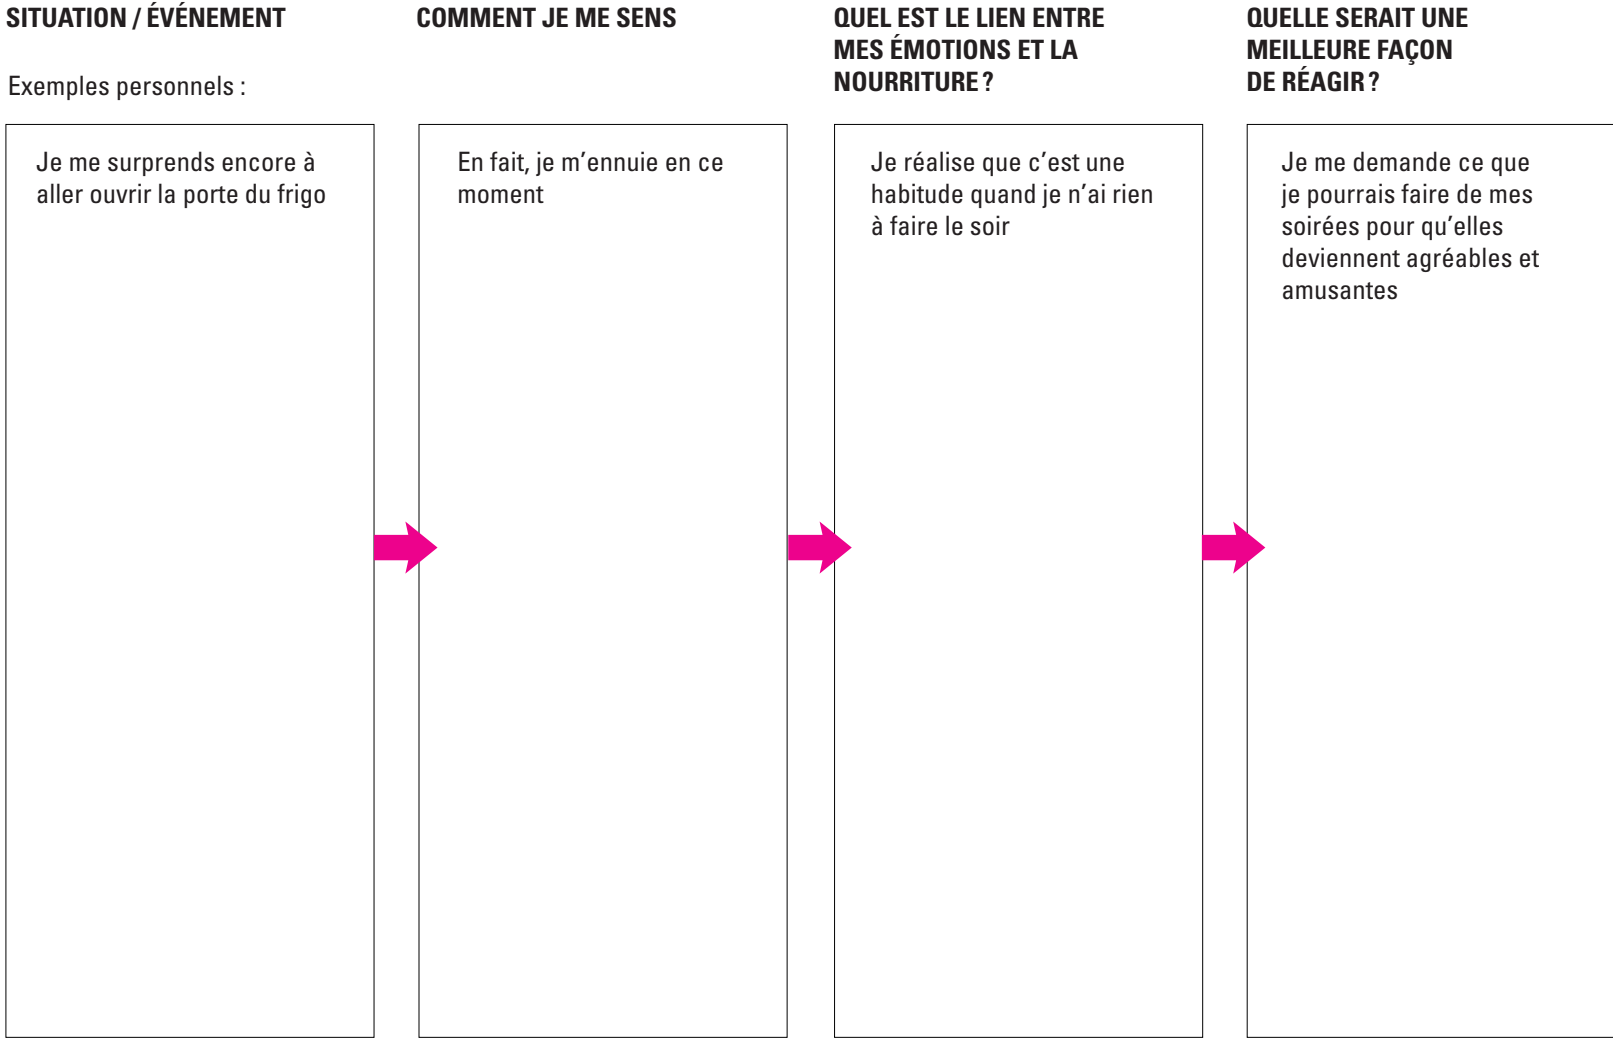 SITUATION / ÉVÉNEMENT
Exemples personnels :
Je me surprends encore à
aller ouvrir la porte du frigo
COMMENT JE ME SENS
En fait, je m’ennuie en ce
moment
QUEL EST LE LIEN ENTRE
MES ÉMOTIONS ET LA
NOURRITURE ?
Je réalise que c’est une
habitude quand je n’ai rien
à faire le soir
QUELLE SERAIT UNE
MEILLEURE FAÇON
DE RÉAGIR ?
Je me demande ce que
je pourrais faire de mes
soirées pour qu’elles
deviennent agréables et
amusantes